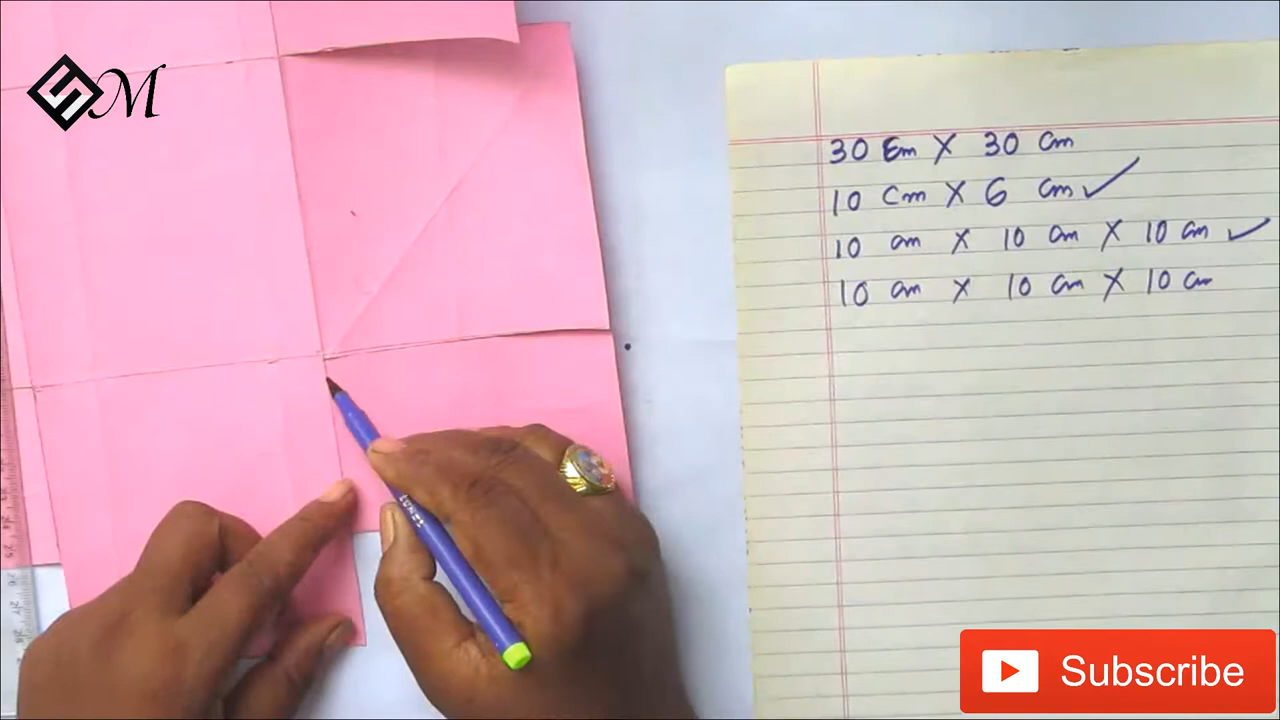 M
30 Cm X 30 Cm
10 Cm X 6 Cm ✓
10 Cm X 10 Cm X 10 Cm ✓
10 Cm X 10 Cm X 10 Cm
Subscribe